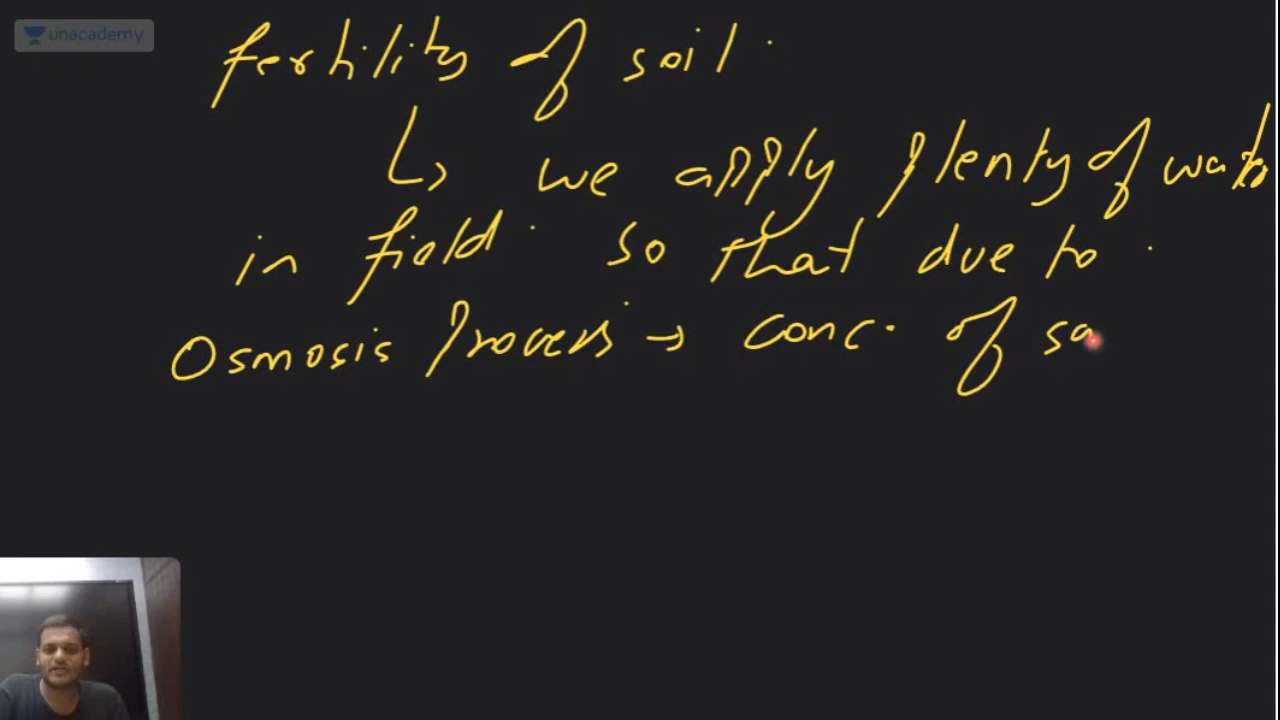 unacademy
fertility of soil.
↳ we apply plenty of water
in field. so that due to
Osmosis process → conc. of sa